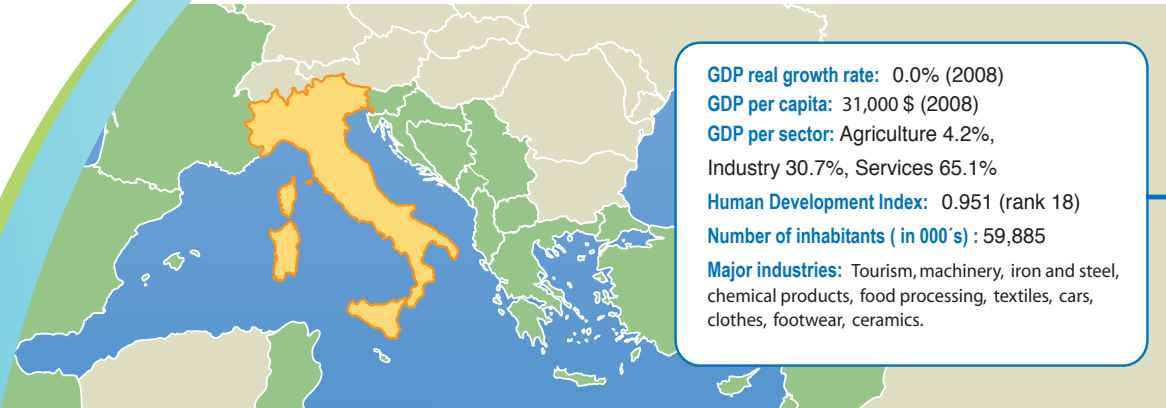 GDP real growth rate: 0.0% (2008)
GDP per capita: 31,000 $ (2008)
GDP per sector: Agriculture 4.2%,
Industry 30.7%, Services 65.1%
Human Development Index: 0.951 (rank 18)
Number of inhabitants ( in 000´s) : 59,885
Major industries: Tourism, machinery, iron and steel,
chemical products, food processing, textiles, cars,
clothes, footwear, ceramics.